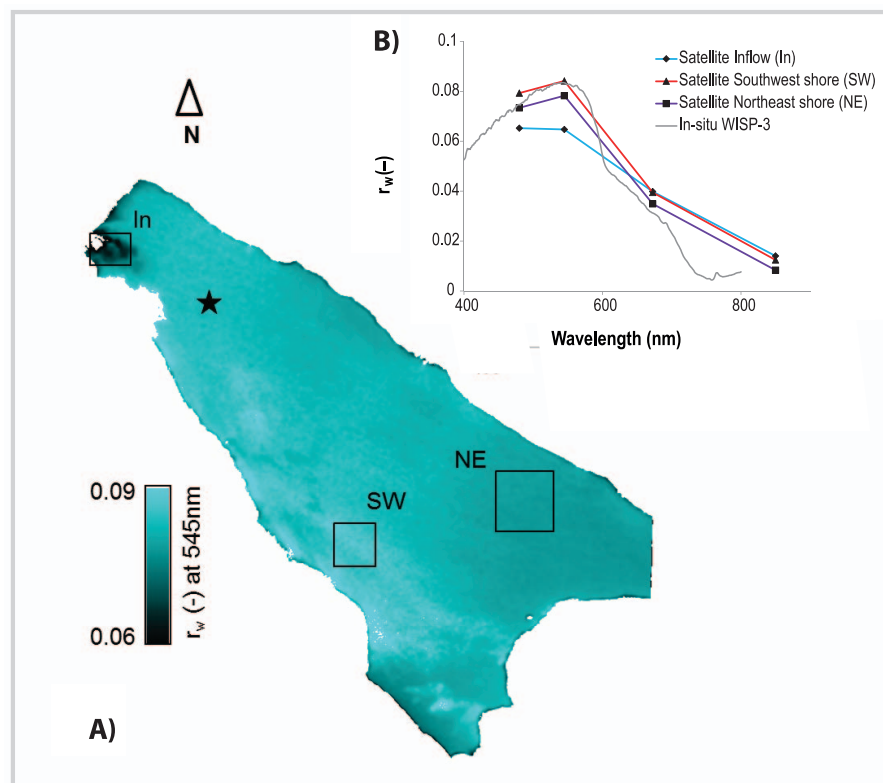 B)
0.1
0.08
0.06
0.04
0.02
0
r_w(–)
400
600
800
Wavelength (nm)
Satellite Inflow (In)
Satellite Southwest shore (SW)
Satellite Northeast shore (NE)
In-situ WISP-3
N
In
NE
SW
0.09
0.06
r_w (-) at 545nm
A)